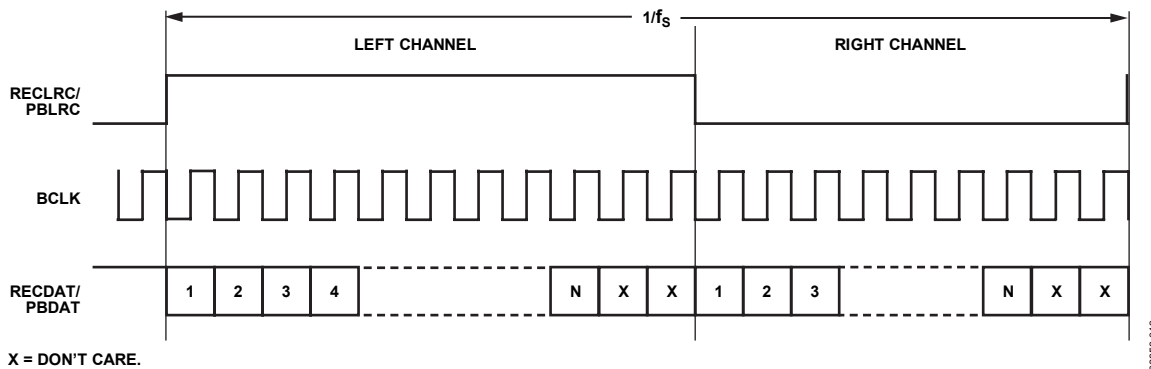 1/fS
LEFT CHANNEL RIGHT CHANNEL
RECLRC/
PBLRC
BCLK
RECDAT/
PBDAT
1 2 3 4 N X X 1 2 3 N X X
X = DON'T CARE.